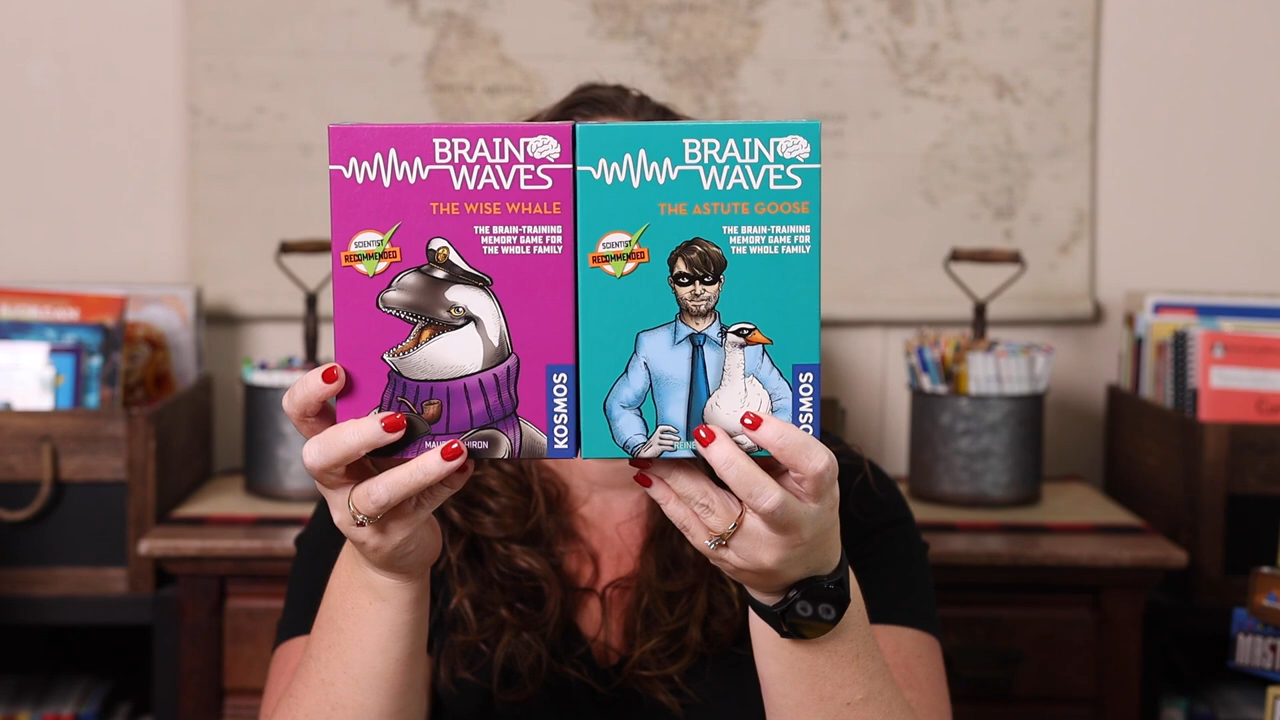 BRAIN
WAVES
THE WISE WHALE
THE BRAIN-TRAINING
MEMORY GAME FOR
THE WHOLE FAMILY
SCIENTIST
RECOMMENDED
KOSMOS
BRAIN
WAVES
THE ASTUTE GOOSE
THE BRAIN-TRAINING
MEMORY GAME FOR
THE WHOLE FAMILY
SCIENTIST
RECOMMENDED
KOSMOS